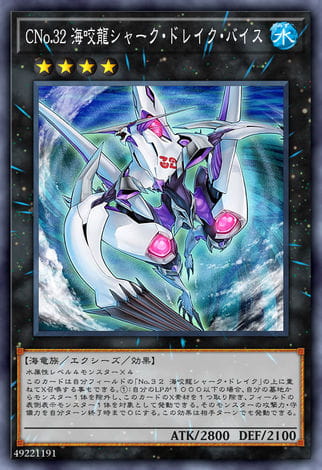 CNo.32 海咬龍シャーク・ドレイク・バイス
水
32
【海竜族／エクシーズ／効果】
水属性レベル4モンスター×4
このカードは自分フィールドの「No.32 海咬龍シャーク・ドレイク」の上に重ね
てX召喚する事もできる。①：自分のLPが1000以下の場合、自分の墓地か
らモンスター1体を除外し、このカードのX素材を1つ取り除き、フィールドの
表側表示モンスター1体を対象として発動できる。そのモンスターの攻撃力・守
備力を自分ターン終了時まで0にする。この効果は相手ターンでも発動できる。
ATK/2800 DEF/2100
49221191